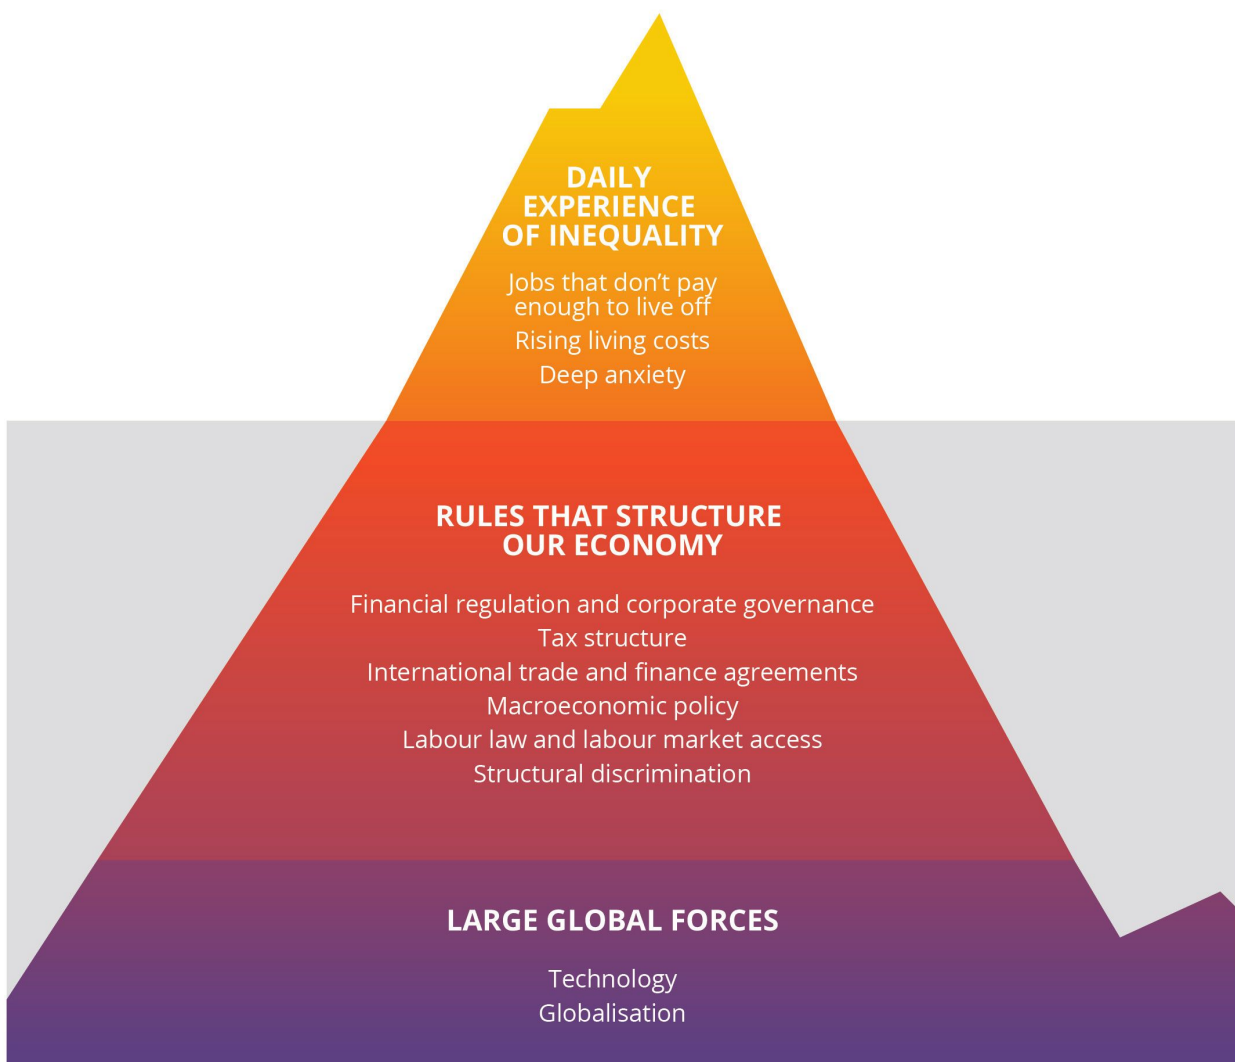 DAILY
EXPERIENCE
OF INEQUALITY
Jobs that don’t pay
enough to live off
Rising living costs
Deep anxiety
RULES THAT STRUCTURE
OUR ECONOMY
Financial regulation and corporate governance
Tax structure
International trade and finance agreements
Macroeconomic policy
Labour law and labour market access
Structural discrimination
LARGE GLOBAL FORCES
Technology
Globalisation